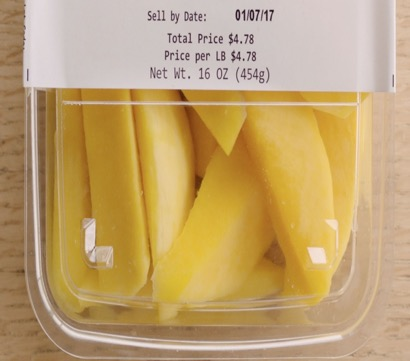 Sell by Date: 01/07/17
Total Price $4.78
Price per LB $4.78
Net Wt. 16 OZ (454g)